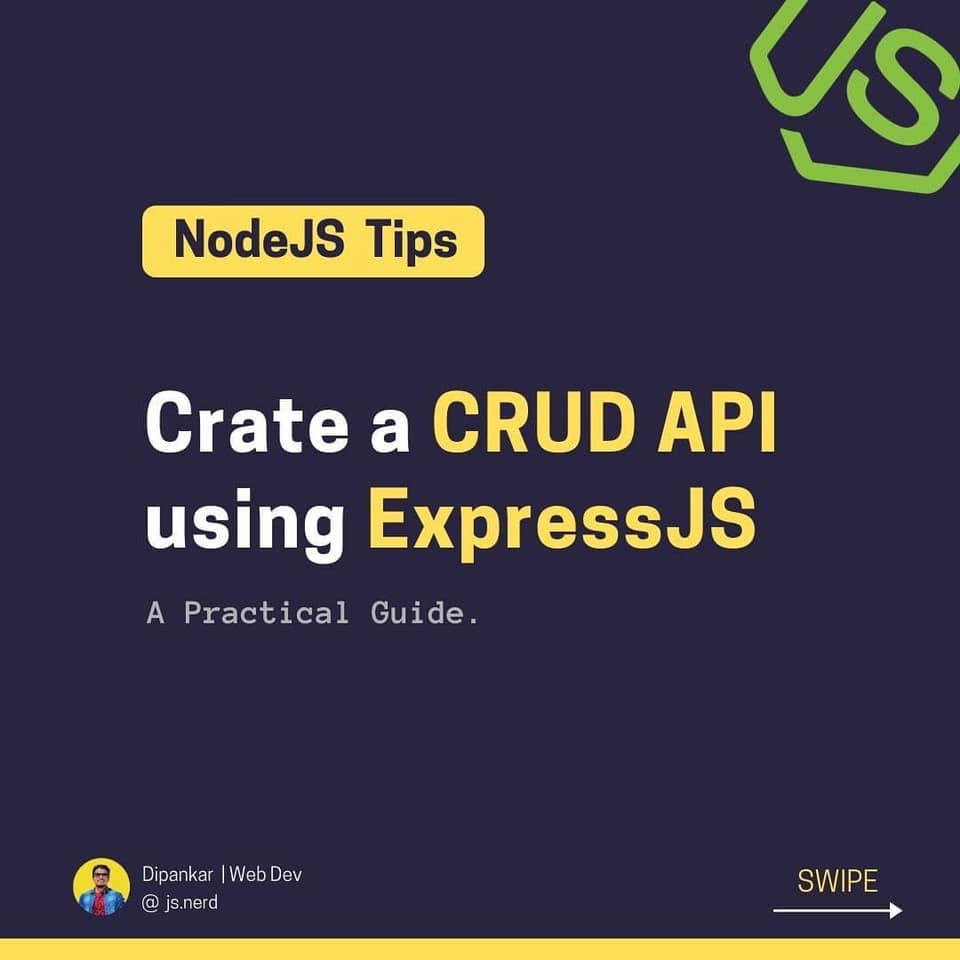 JS
NodeJS Tips
Crate a CRUD API
using ExpressJS
A Practical Guide.
Dipankar | Web Dev
@ js.nerd
SWIPE